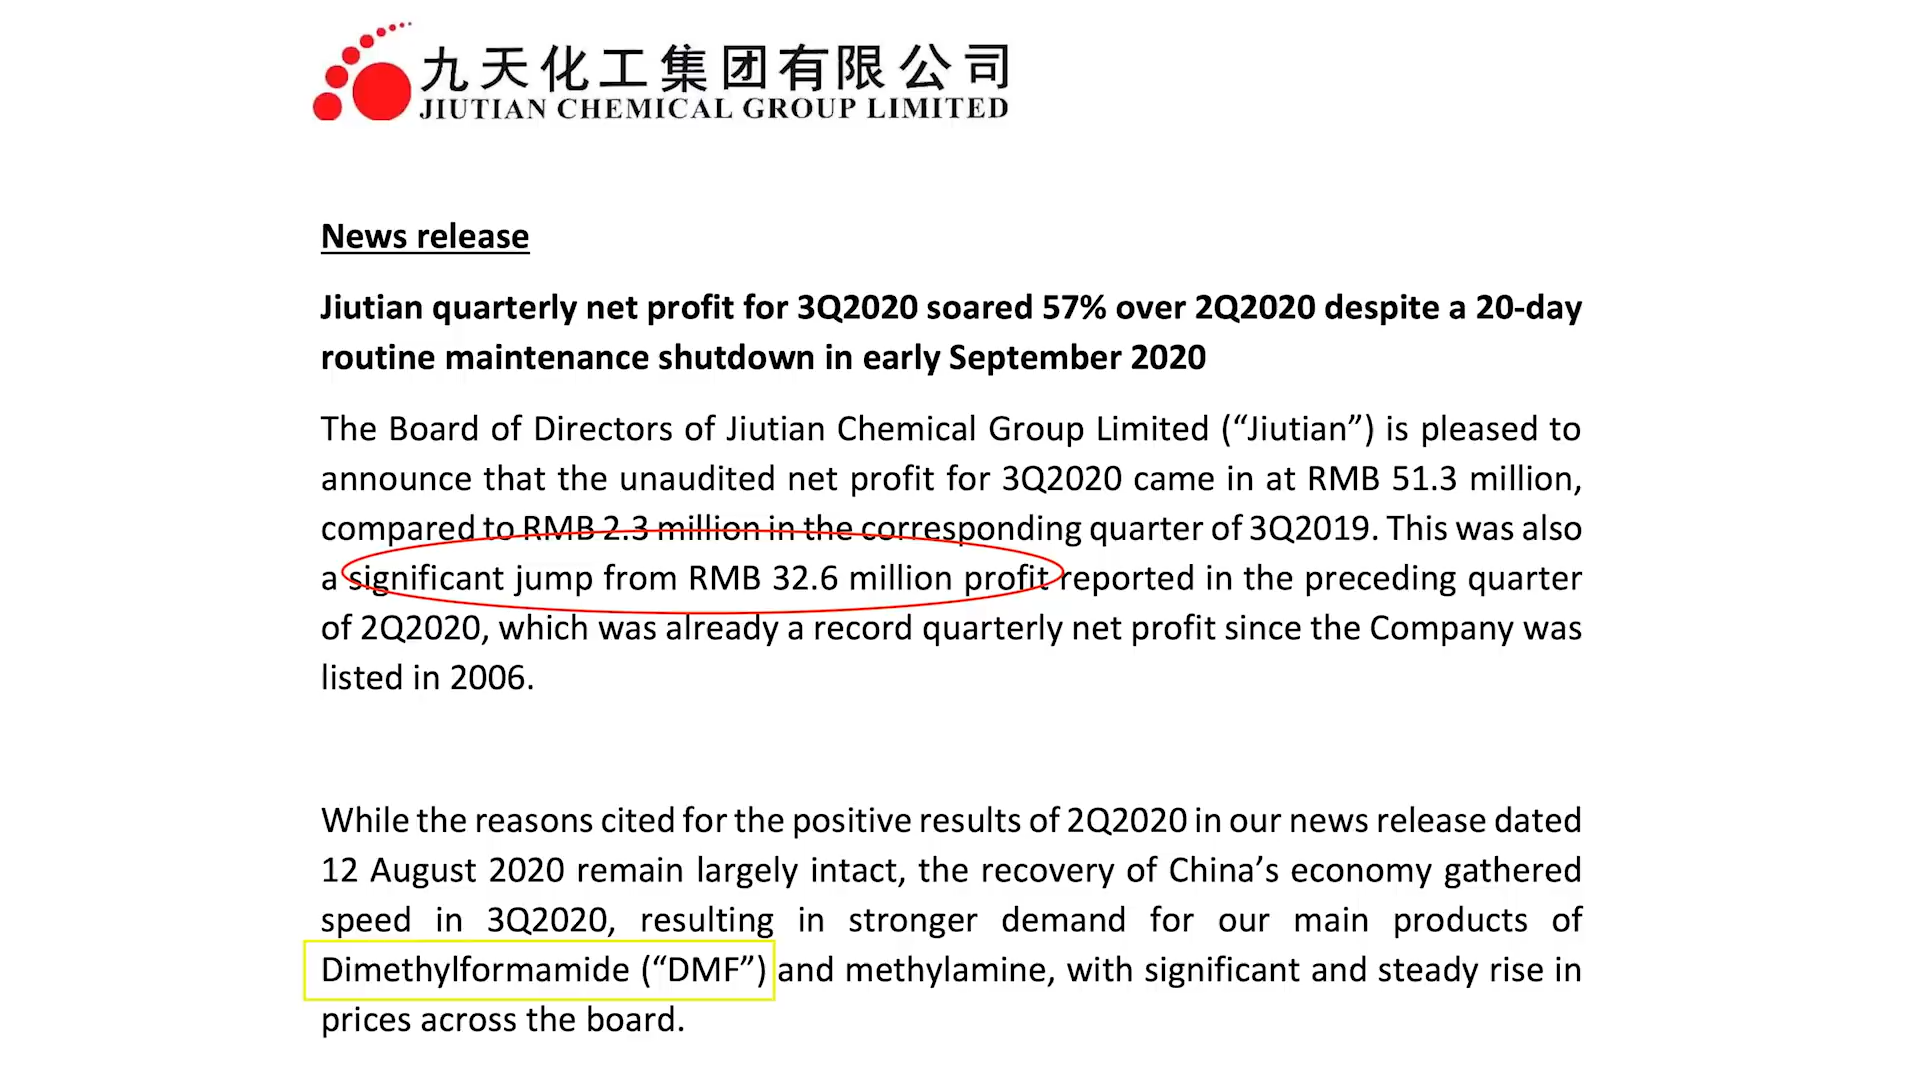 九天化工集团有限公司
JIUTIAN CHEMICAL GROUP LIMITED
News release
Jiutian quarterly net profit for 3Q2020 soared 57% over 2Q2020 despite a 20-day
routine maintenance shutdown in early September 2020
The Board of Directors of Jiutian Chemical Group Limited (“Jiutian”) is pleased to
announce that the unaudited net profit for 3Q2020 came in at RMB 51.3 million,
compared to RMB 2.3 million in the corresponding quarter of 3Q2019. This was also
a significant jump from RMB 32.6 million profit reported in the preceding quarter
of 2Q2020, which was already a record quarterly net profit since the Company was
listed in 2006.
While the reasons cited for the positive results of 2Q2020 in our news release dated
12 August 2020 remain largely intact, the recovery of China’s economy gathered
speed in 3Q2020, resulting in stronger demand for our main products of
Dimethylformamide (“DMF”) and methylamine, with significant and steady rise in
prices across the board.